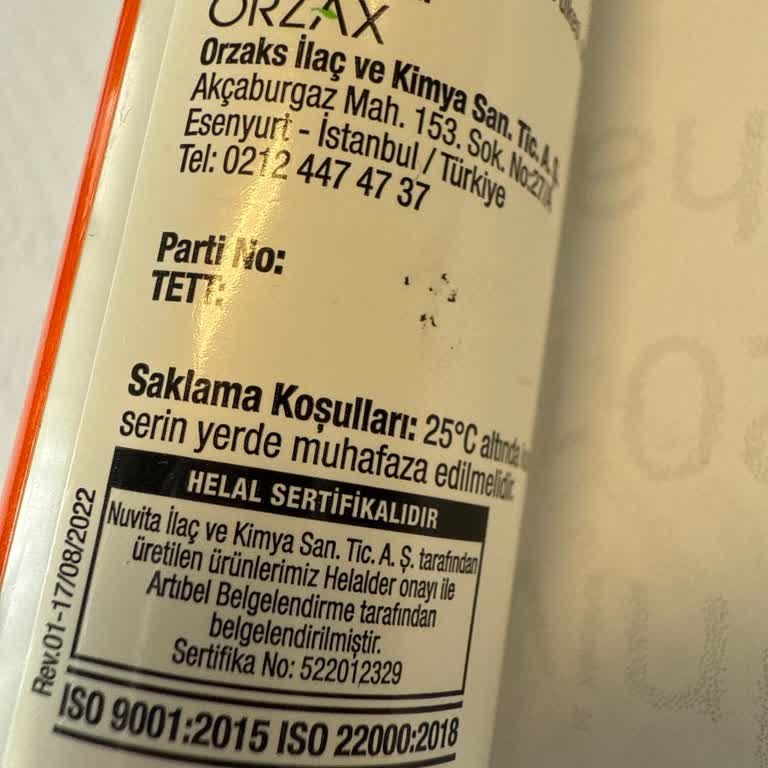 ORZAX
Orzaks İlaç ve Kimya San. Tic. A.Ş.
Akçaburgaz Mah. 153. Sok. No:27/A
Esenyurt - İstanbul / Türkiye
Tel: 0212 447 47 37
Parti No:
TETT:
Saklama Koşulları: 25°C altında
serin yerde muhafaza edilmelidir.
HELAL SERTİFİKALIDIR
Nuvita İlaç ve Kimya San. Tic. A. Ş. tarafından
üretilen ürünlerimiz Helalder onayı ile
Artıbel Belgelendirme tarafından
belgelendirilmiştir.
Sertifika No: 522012329
Rev.01-17/08/2022
ISO 9001:2015 ISO 22000:2018